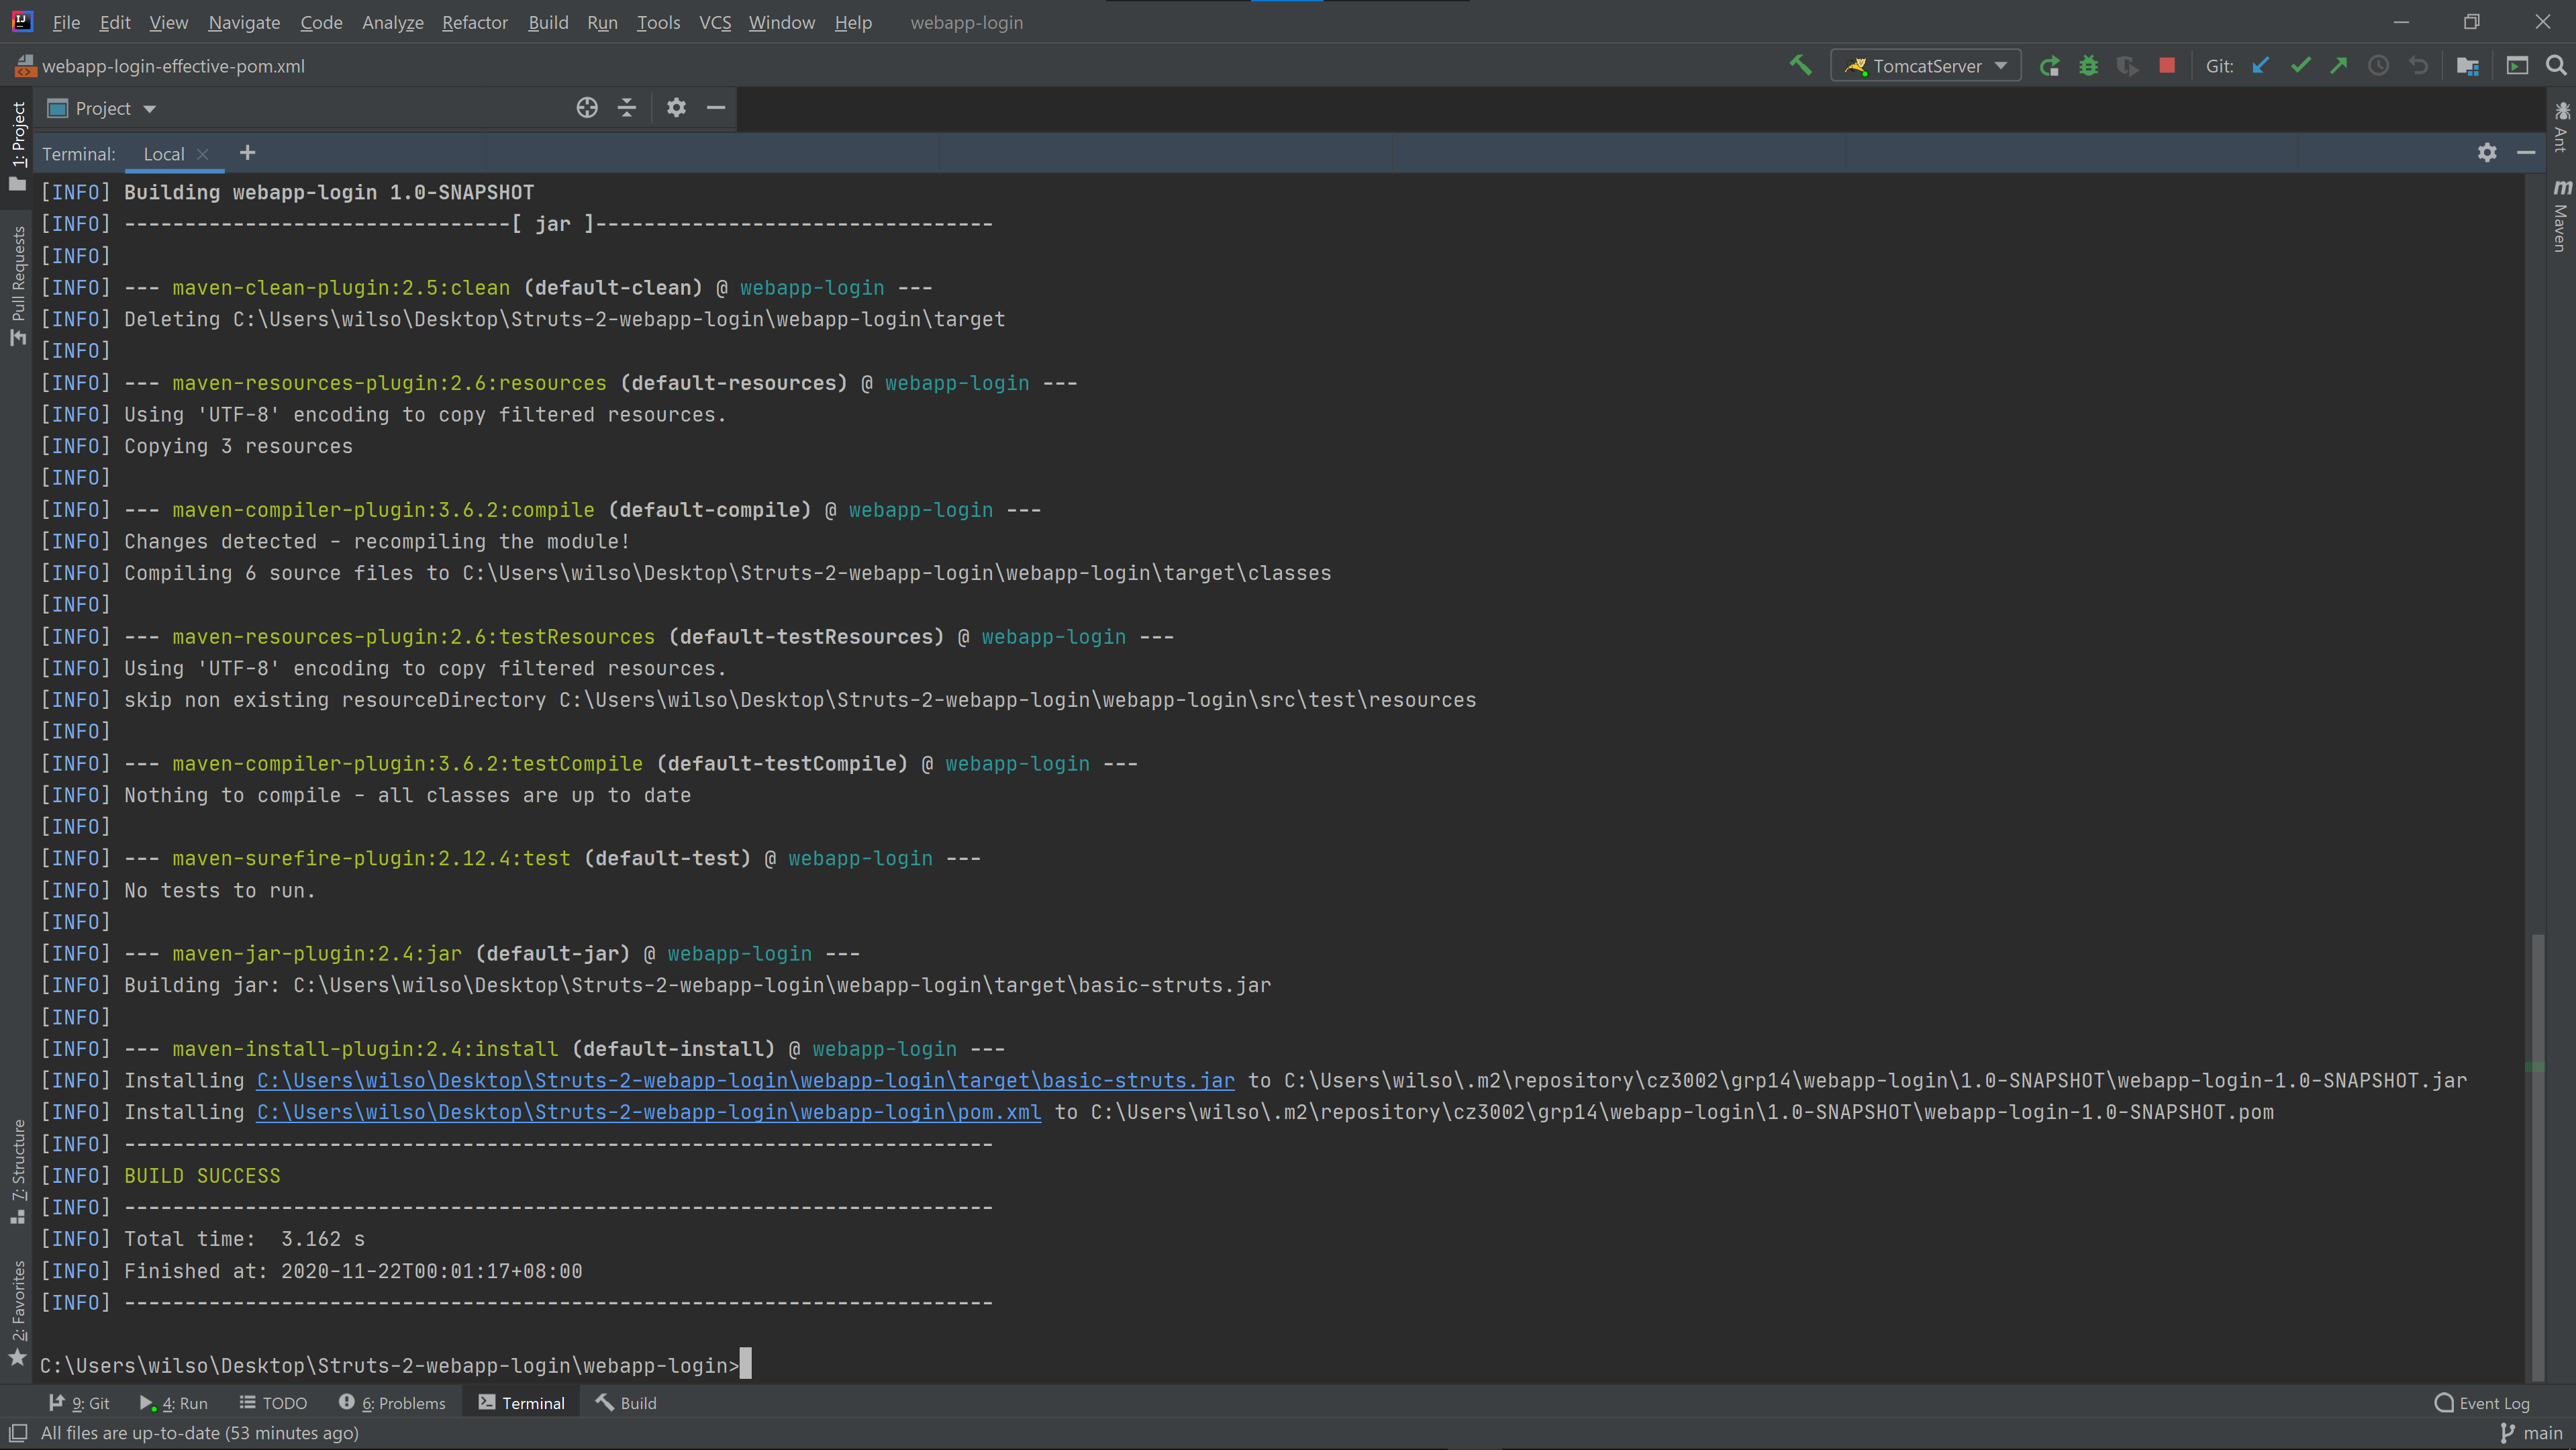 File Edit View Navigate Code Analyze Refactor Build Run Tools VCS Window Help webapp-login
webapp-login-effective-pom.xml TomcatServer Git:
Project
Terminal: Local
[INFO] Building webapp-login 1.0-SNAPSHOT
[INFO] --------------------------------[ jar ]---------------------------------
[INFO]
[INFO] --- maven-clean-plugin:2.5:clean (default-clean) @ webapp-login ---
[INFO] Deleting C:\Users\wilso\Desktop\Struts-2-webapp-login\webapp-login\target
[INFO]
[INFO] --- maven-resources-plugin:2.6:resources (default-resources) @ webapp-login ---
[INFO] Using 'UTF-8' encoding to copy filtered resources.
[INFO] Copying 3 resources
[INFO]
[INFO] --- maven-compiler-plugin:3.6.2:compile (default-compile) @ webapp-login ---
[INFO] Changes detected - recompiling the module!
[INFO] Compiling 6 source files to C:\Users\wilso\Desktop\Struts-2-webapp-login\webapp-login\target\classes
[INFO]
[INFO] --- maven-resources-plugin:2.6:testResources (default-testResources) @ webapp-login ---
[INFO] Using 'UTF-8' encoding to copy filtered resources.
[INFO] skip non existing resourceDirectory C:\Users\wilso\Desktop\Struts-2-webapp-login\webapp-login\src\test\resources
[INFO]
[INFO] --- maven-compiler-plugin:3.6.2:testCompile (default-testCompile) @ webapp-login ---
[INFO] Nothing to compile - all classes are up to date
[INFO]
[INFO] --- maven-surefire-plugin:2.12.4:test (default-test) @ webapp-login ---
[INFO] No tests to run.
[INFO]
[INFO] --- maven-jar-plugin:2.4:jar (default-jar) @ webapp-login ---
[INFO] Building jar: C:\Users\wilso\Desktop\Struts-2-webapp-login\webapp-login\target\basic-struts.jar
[INFO]
[INFO] --- maven-install-plugin:2.4:install (default-install) @ webapp-login ---
[INFO] Installing C:\Users\wilso\Desktop\Struts-2-webapp-login\webapp-login\target\basic-struts.jar to C:\Users\wilso\.m2\repository\cz3002\grp14\webapp-login\1.0-SNAPSHOT\webapp-login-1.0-SNAPSHOT.jar
[INFO] Installing C:\Users\wilso\Desktop\Struts-2-webapp-login\webapp-login\pom.xml to C:\Users\wilso\.m2\repository\cz3002\grp14\webapp-login\1.0-SNAPSHOT\webapp-login-1.0-SNAPSHOT.pom
[INFO] ------------------------------------------------------------------------
[INFO] BUILD SUCCESS
[INFO] ------------------------------------------------------------------------
[INFO] Total time:  3.162 s
[INFO] Finished at: 2020-11-22T00:01:17+08:00
[INFO] ------------------------------------------------------------------------
C:\Users\wilso\Desktop\Struts-2-webapp-login\webapp-login>
1: Project
Pull Requests
7: Structure
2: Favorites
Ant
m Maven
9: Git 4: Run TODO 6: Problems Terminal Build Event Log
All files are up-to-date (53 minutes ago) main